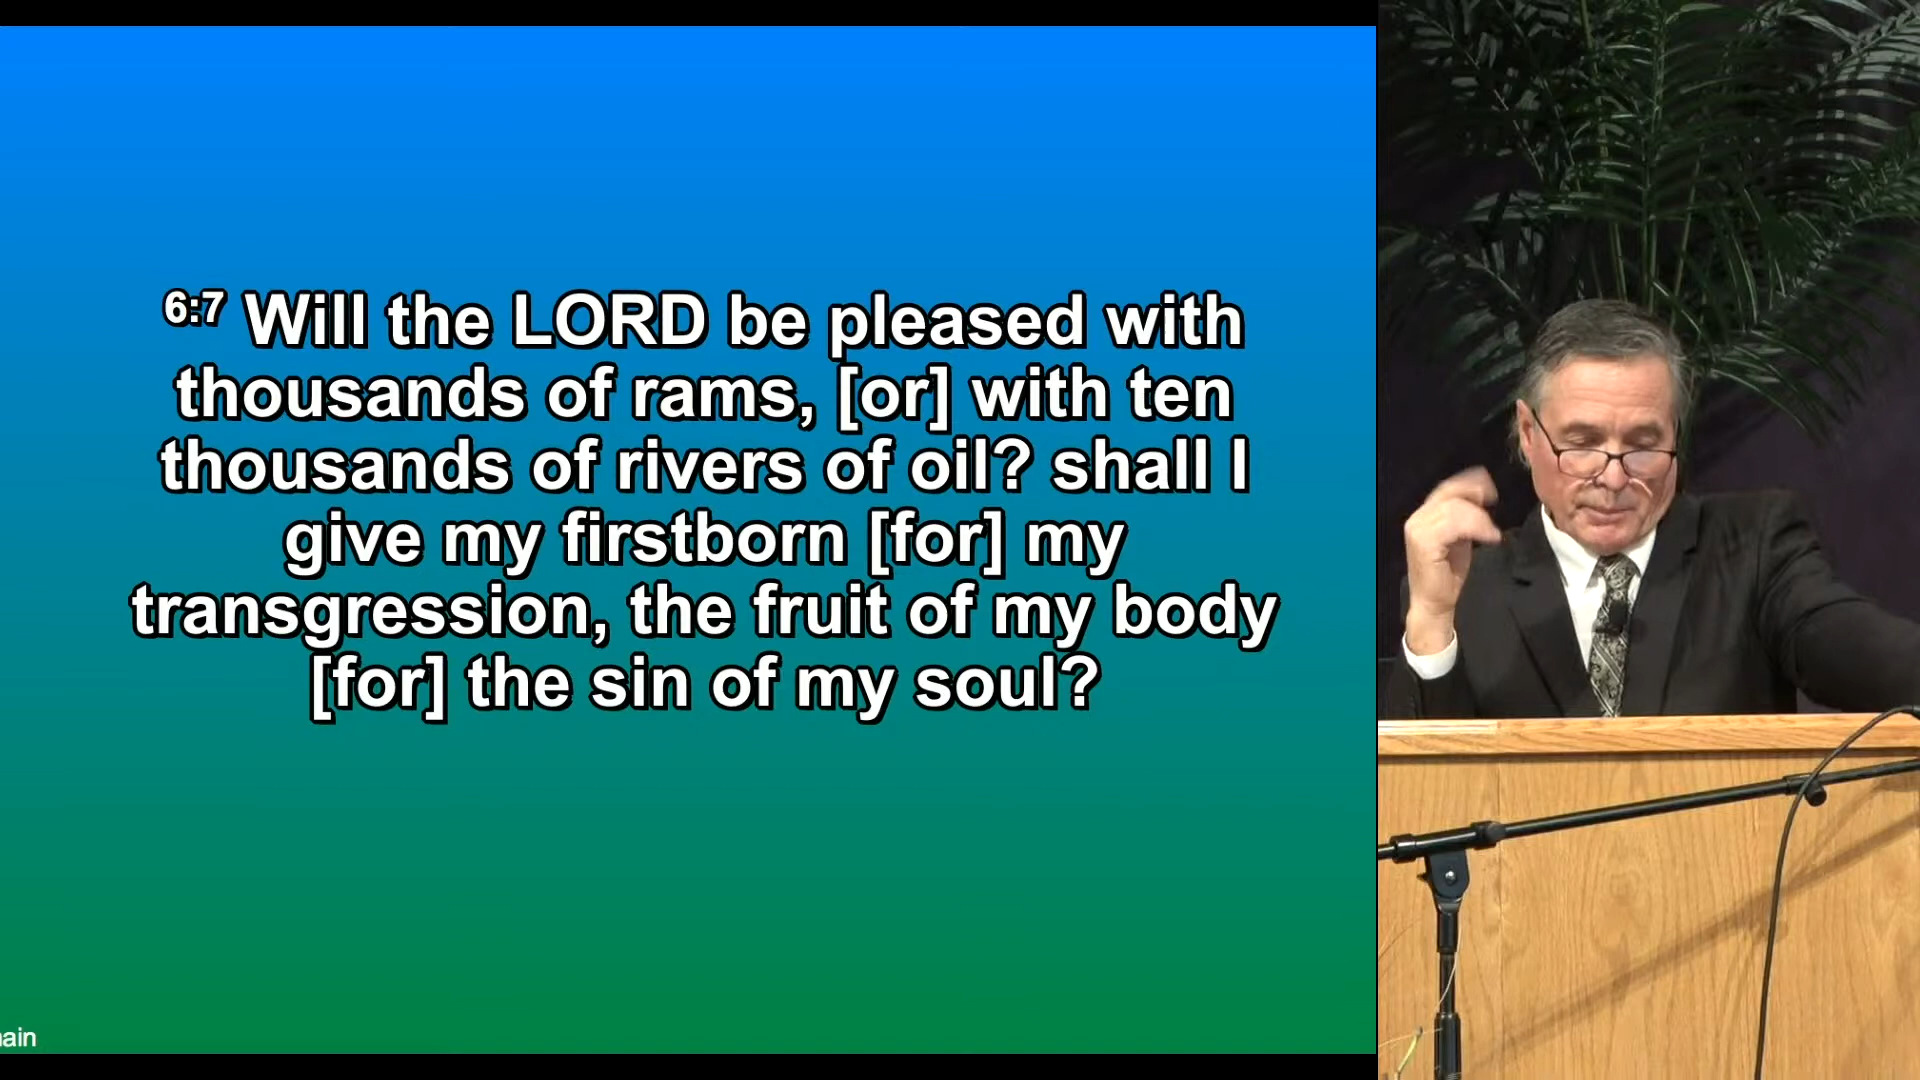 6:7 Will the LORD be pleased with
thousands of rams, [or] with ten
thousands of rivers of oil? shall I
give my firstborn [for] my
transgression, the fruit of my body
[for] the sin of my soul?
ain